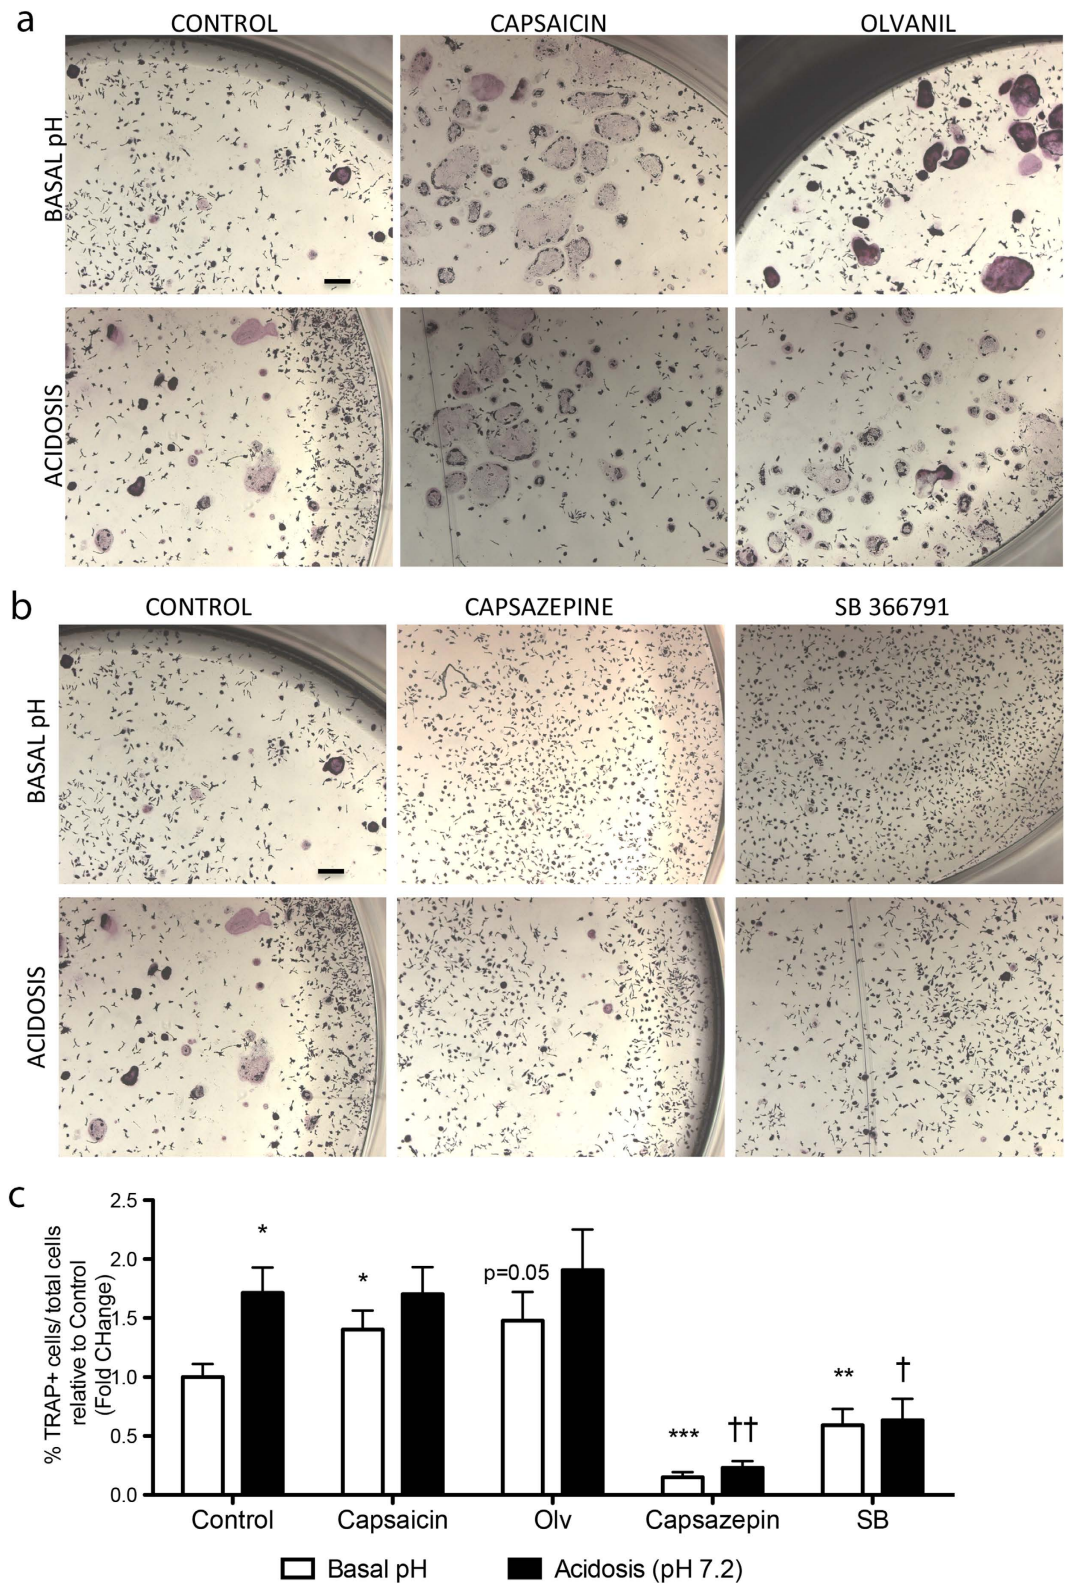 a
CONTROL CAPSAICIN OLVANIL
BASAL pH
ACIDOSIS
b
CONTROL CAPSAZEPINE SB 366791
BASAL pH
ACIDOSIS
c
% TRAP+ cells/ total cells
relative to Control
(Fold CHange)
2.5
2.0
1.5
1.0
0.5
0.0
*
*
p=0.05
***
††
**
†
Control Capsaicin Olv Capsazepin SB
Basal pH Acidosis (pH 7.2)